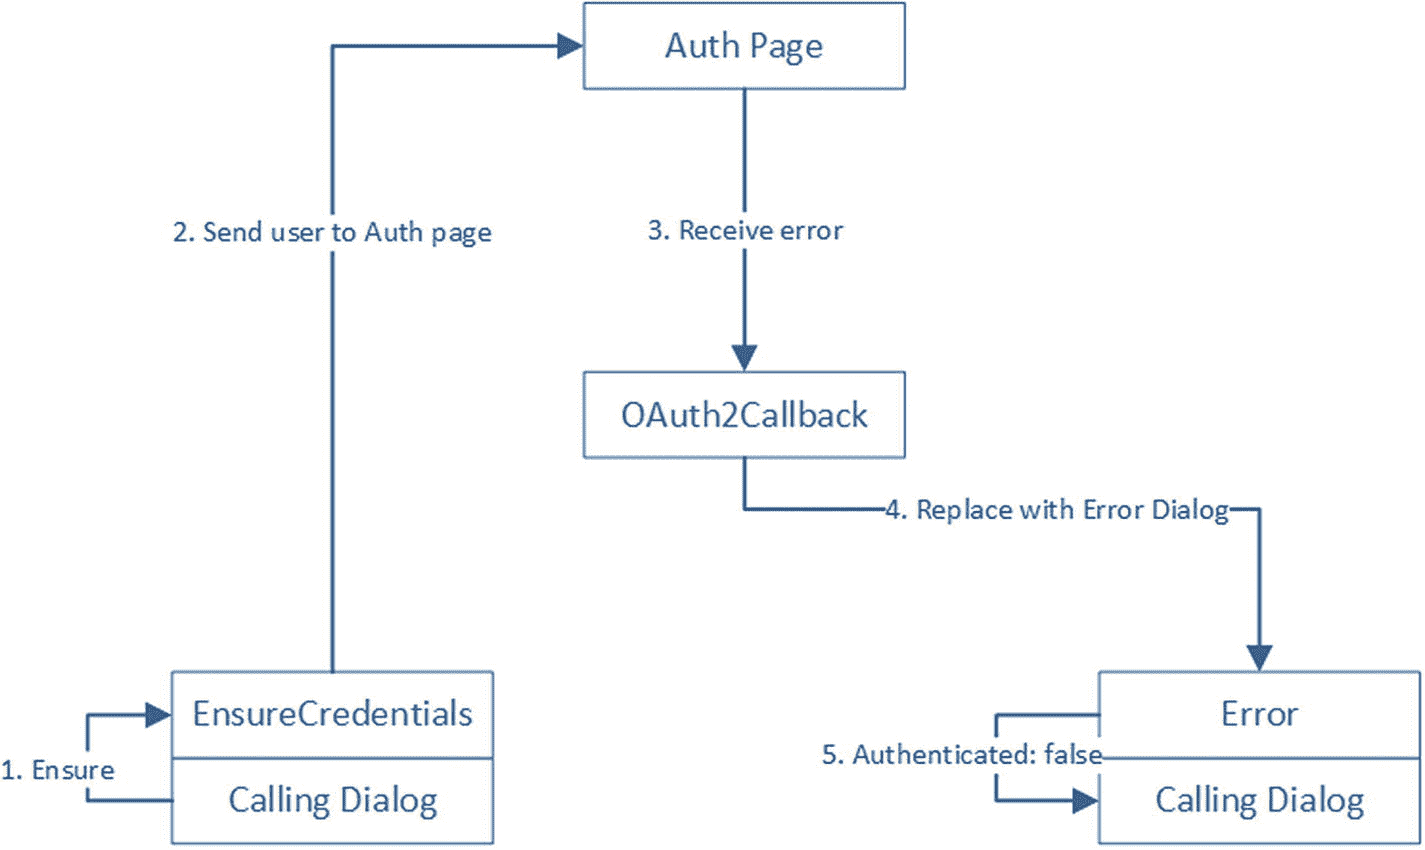 Auth Page
2. Send user to Auth page
3. Receive error
OAuth2Callback
4. Replace with Error Dialog
EnsureCredentials
1. Ensure
Calling Dialog
Error
5. Authenticated: false
Calling Dialog